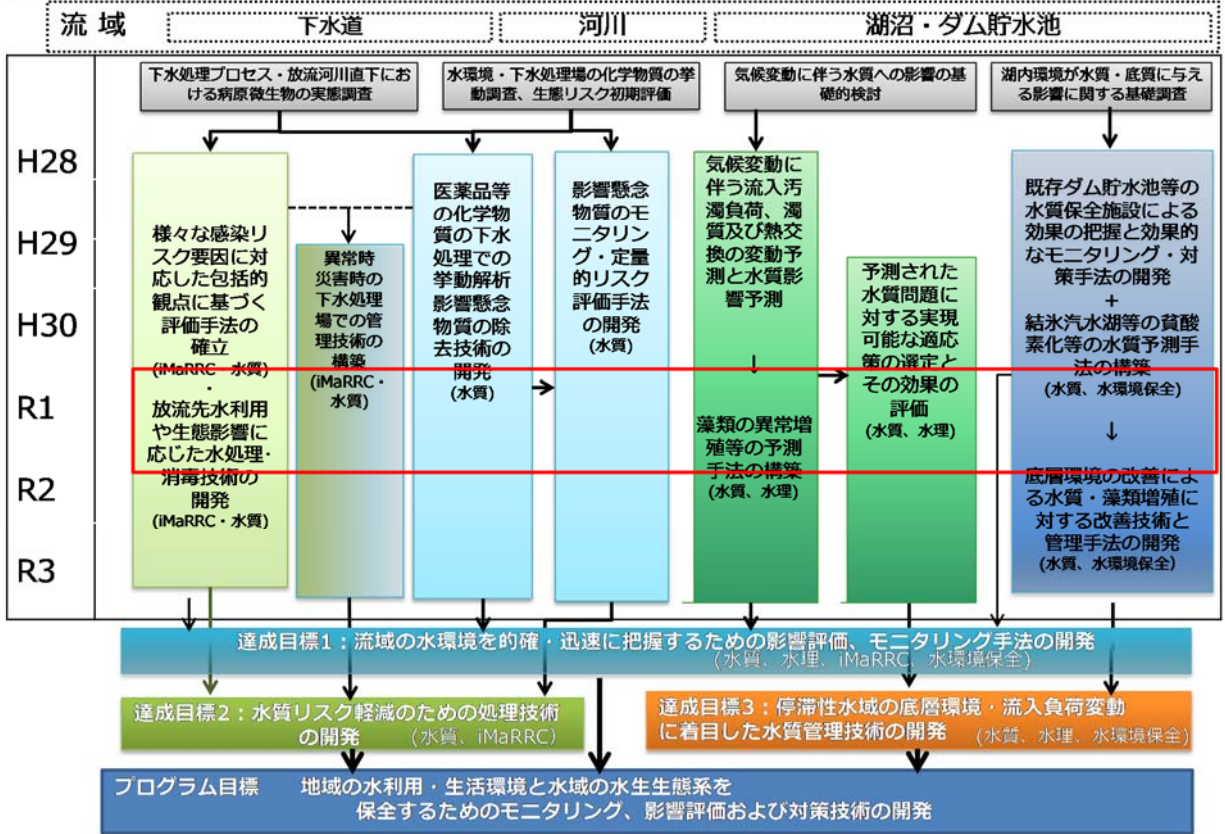 流 域
下水道
河川
湖沼・ダム貯水池
下水処理プロセス・放流河川直下にお
ける病原微生物の実態調査
水環境・下水処理場の化学物質の挙
動調査、生態リスク初期評価
気候変動に伴う水質への影響の基
礎的検討
湖内環境が水質・底質に与え
る影響に関する基礎調査
H28
H29
H30
R1
R2
R3
様々な感染リ
スク要因に対
応した包括的
観点に基づく
評価手法の
確立
(iMaRRC・水質)
・
放流先水利用
や生態影響に
応じた水処理・
消毒技術の
開発
(iMaRRC・水質)
異常時
災害時の
下水処理
場での管
理技術の
構築
(iMaRRC・
水質)
医薬品等
の化学物
質の下水
処理での
挙動解析
影響懸念
物質の除
去技術の
開発
(水質)
影響懸念
物質のモ
ニタリン
グ・定量
的リスク
評価手法
の開発
(水質)
気候変動に
伴う流入汚
濁負荷、濁
質及び熱交
換の変動予
測と水質影
響予測
↓
藻類の異常増
殖等の予測
手法の構築
(水質、水理)
予測された
水質問題に
対する実現
可能な適応
策の選定と
その効果の
評価
(水質、水理)
既存ダム貯水池等の
水質保全施設による
効果の把握と効果的
なモニタリング・対
策手法の開発
+
結氷汽水湖等の貧酸
素化等の水質予測手
法の構築
(水質、水環境保全)
↓
底層環境の改善によ
る水質・藻類増殖に
対する改善技術と
管理手法の開発
(水質、水環境保全)
達成目標1：流域の水環境を的確・迅速に把握するための影響評価、モニタリング手法の開発
(水質、水理、iMaRRC、水環境保全)
達成目標2：水質リスク軽減のための処理技術
の開発 (水質、iMaRRC)
達成目標3：停滞性水域の底層環境・流入負荷変動
に着目した水質管理技術の開発 (水質、水理、水環境保全)
プログラム目標 地域の水利用・生活環境と水域の水生生態系を
保全するためのモニタリング、影響評価および対策技術の開発